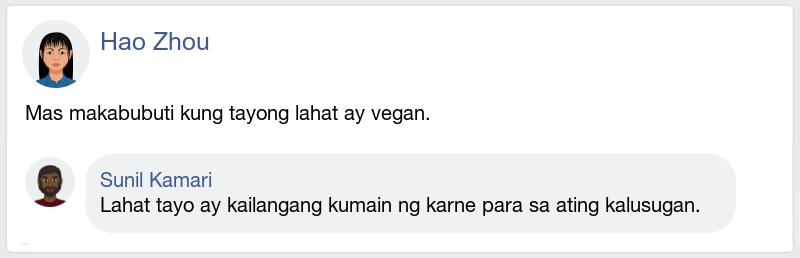 Hao Zhou
Mas makabubuti kung tayong lahat ay vegan.
Sunil Kamari
Lahat tayo ay kailangang kumain ng karne para sa ating kalusugan.